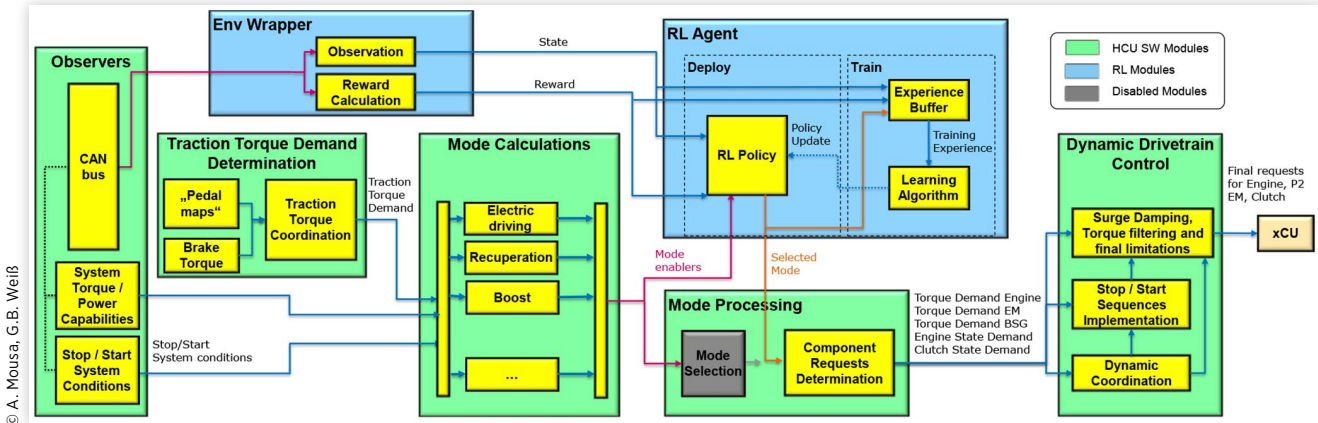 © A. Mousa, G.B. Weiß
Observers
CAN
bus
System
Torque /
Power
Capabilities
Stop / Start
System
Conditions
Env Wrapper
Observation
Reward
Calculation
State
Reward
Traction Torque Demand
Determination
„Pedal
maps“
Brake
Torque
Traction
Torque
Coordination
Traction
Torque
Demand
Stop/Start
System conditions
Mode Calculations
Electric
driving
Recuperation
Boost
...
RL Agent
Deploy
Train
RL Policy
Policy
Update
Experience
Buffer
Training
Experience
Learning
Algorithm
Mode
enablers
Selected
Mode
Mode Processing
Mode
Selection
Component
Requests
Determination
Torque Demand Engine
Torque Demand EM
Torque Demand BSG
Engine State Demand
Clutch State Demand
HCU SW Modules
RL Modules
Disabled Modules
Dynamic Drivetrain
Control
Surge Damping,
Torque filtering and
final limitations
Stop / Start
Sequences
Implementation
Dynamic
Coordination
Final requests
for Engine, P2
EM, Clutch
xCU